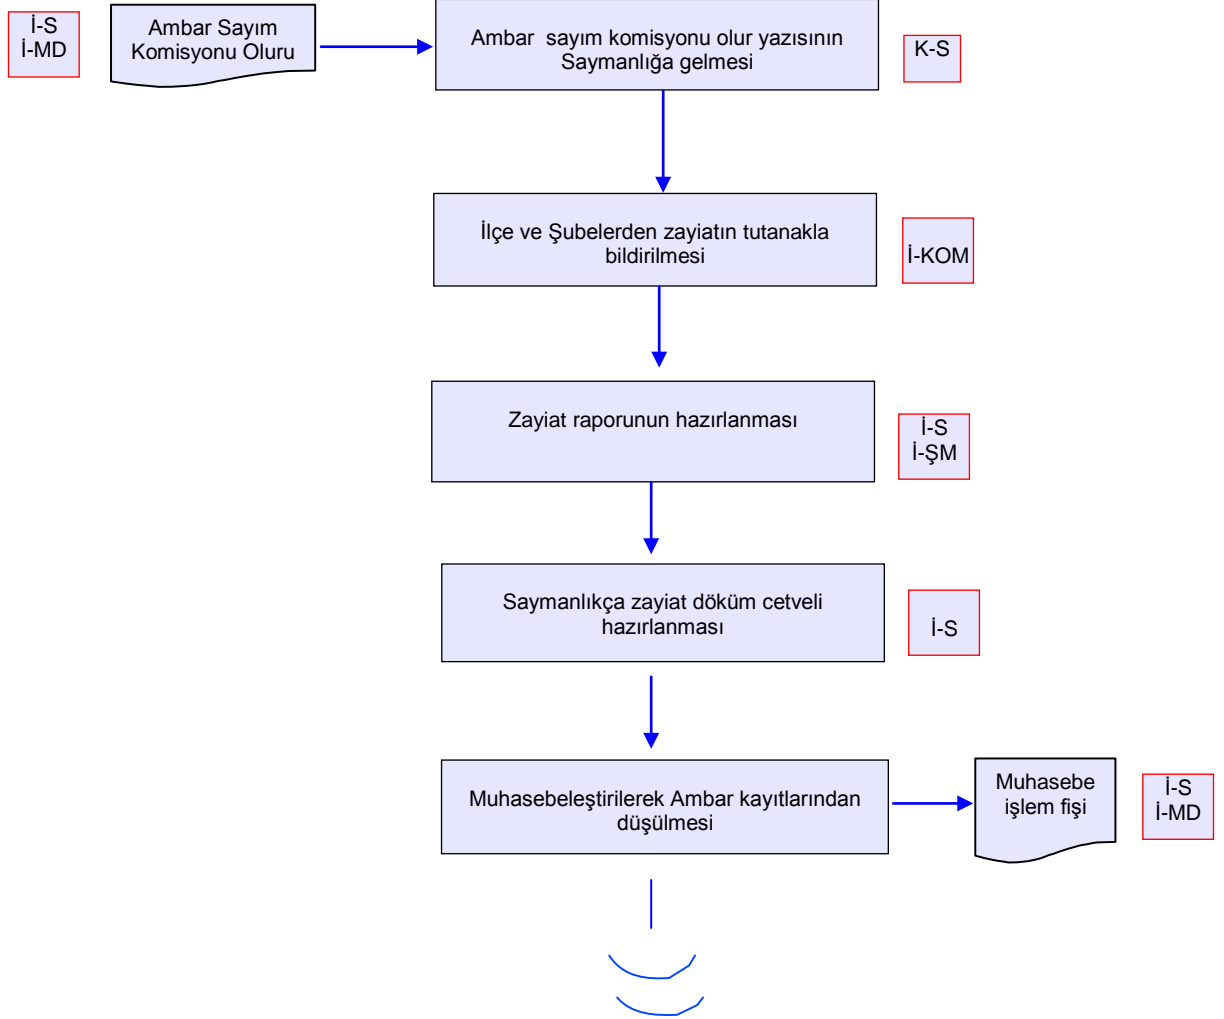 İ-S
İ-MD
Ambar Sayım
Komisyonu Oluru
Ambar  sayım komisyonu olur yazısının
Saymanlığa gelmesi
K-S
İlçe ve Şubelerden zayiatın tutanakla
bildirilmesi
İ-KOM
Zayiat raporunun hazırlanması
İ-S
İ-ŞM
Saymanlıkça zayiat döküm cetveli
hazırlanması
İ-S
Muhasebeleştirilerek Ambar kayıtlarından
düşülmesi
Muhasebe
işlem fişi
İ-S
İ-MD